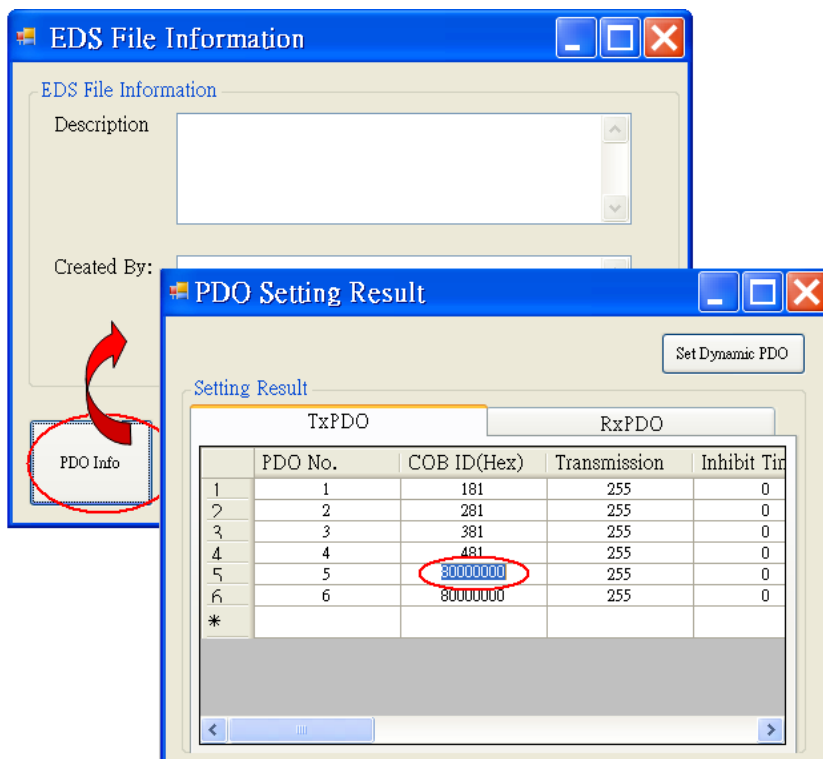 EDS File Information
EDS File Information
Description
Created By:
PDO Info
PDO Setting Result
Set Dynamic PDO
Setting Result
TxPDO RxPDO
PDO No. COB ID(Hex) Transmission Inhibit Tin
1 1 181 255 0
2 2 281 255 0
3 3 381 255 0
4 4 481 255 0
5 5 80000000 255 0
6 6 80000000 255 0
*